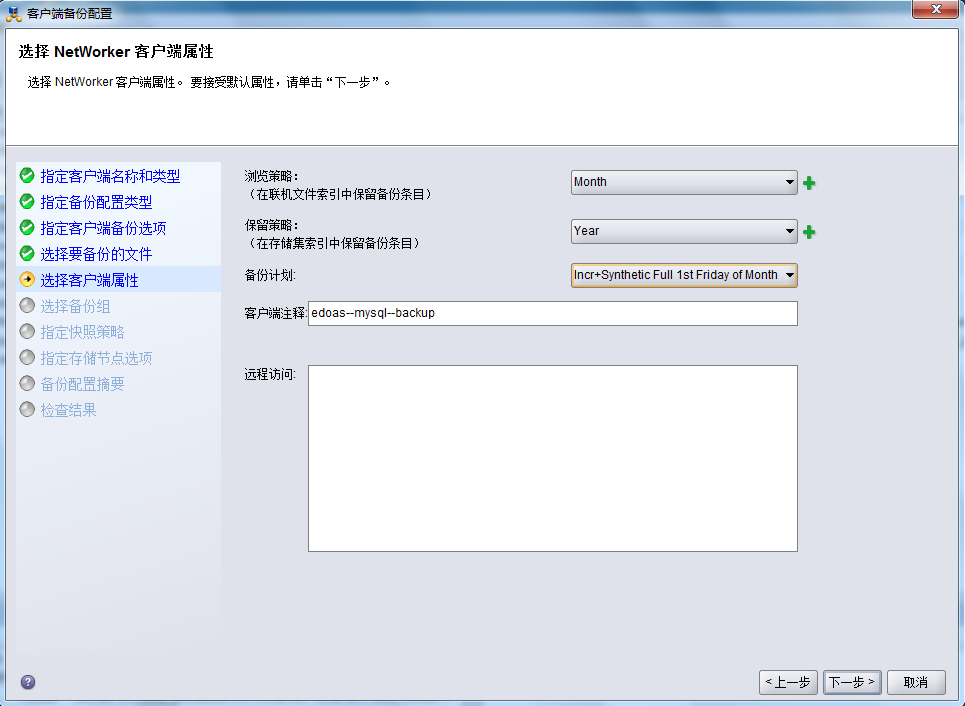 客户端备份配置
选择 NetWorker 客户端属性
选择 NetWorker 客户端属性。要接受默认属性，请单击“下一步”。
指定客户端名称和类型
指定备份配置类型
指定客户端备份选项
选择要备份的文件
选择客户端属性
选择备份组
指定快照策略
指定存储节点选项
备份配置摘要
检查结果
浏览策略：
（在联机文件索引中保留备份条目）
Month
保留策略：
（在存储集索引中保留备份条目）
Year
备份计划:
Incr+Synthetic Full 1st Friday of Month
客户端注释:
edoas--mysql--backup
远程访问:
?
< 上一步
下一步 >
取消